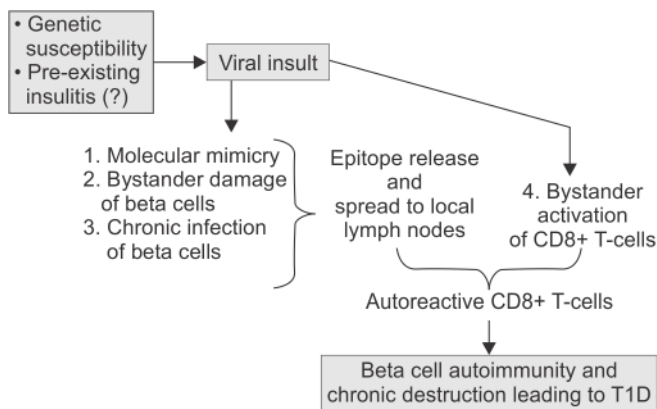 • Genetic
susceptibility
• Pre-existing
insulitis (?)
Viral insult
1. Molecular mimicry
2. Bystander damage
of beta cells
3. Chronic infection
of beta cells
Epitope release
and
spread to local
lymph nodes
4. Bystander
activation
of CD8+ T-cells
Autoreactive CD8+ T-cells
Beta cell autoimmunity and
chronic destruction leading to T1D